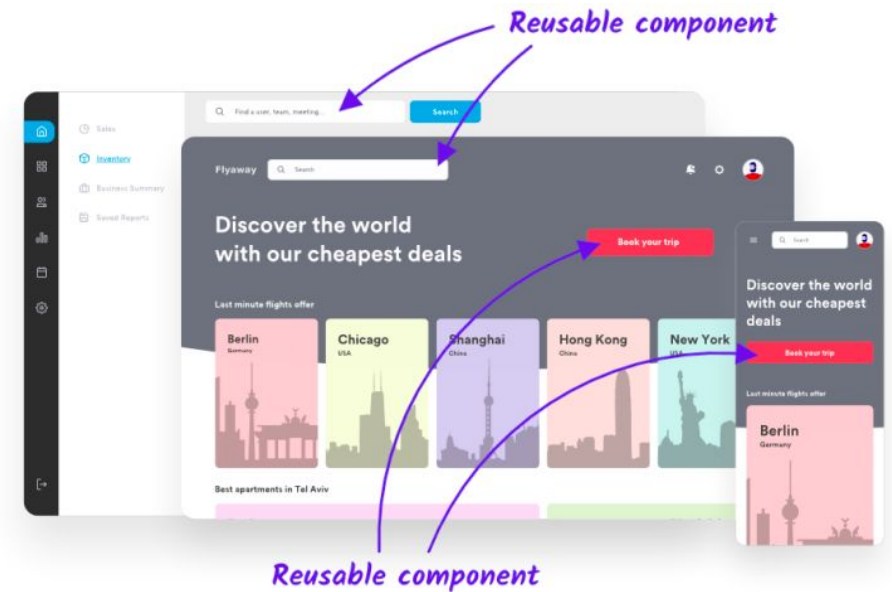 Reusable component
Find a user, team, meeting...
Search
Sales
Inventory
Business Summary
Saved Reports
Flyaway
Search
Discover the world
with our cheapest deals
Book your trip
Last minute flights offer
Berlin
Germany
Chicago
USA
Shanghai
China
Hong Kong
China
New York
USA
Best apartments in Tel Aviv
Search
Discover the world
with our cheapest
deals
Book your trip
Last minute flights offer
Berlin
Germany
Reusable component